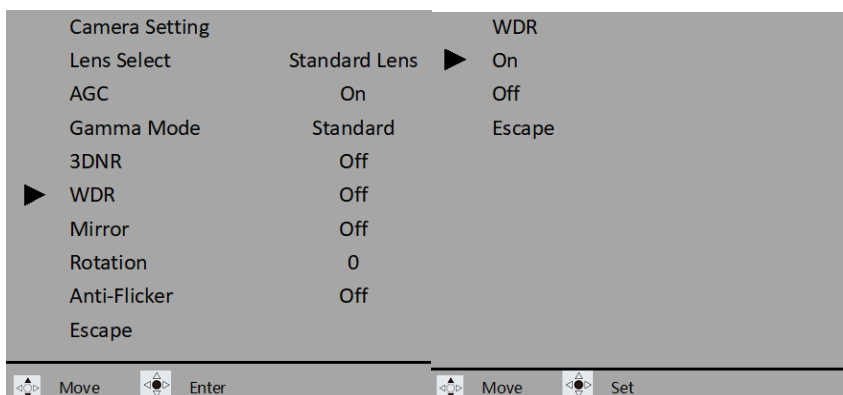 Camera Setting
Lens Select Standard Lens
AGC On
Gamma Mode Standard
3DNR Off
WDR Off
Mirror Off
Rotation 0
Anti-Flicker Off
Escape
Move Enter
WDR
On
Off
Escape
Move Set